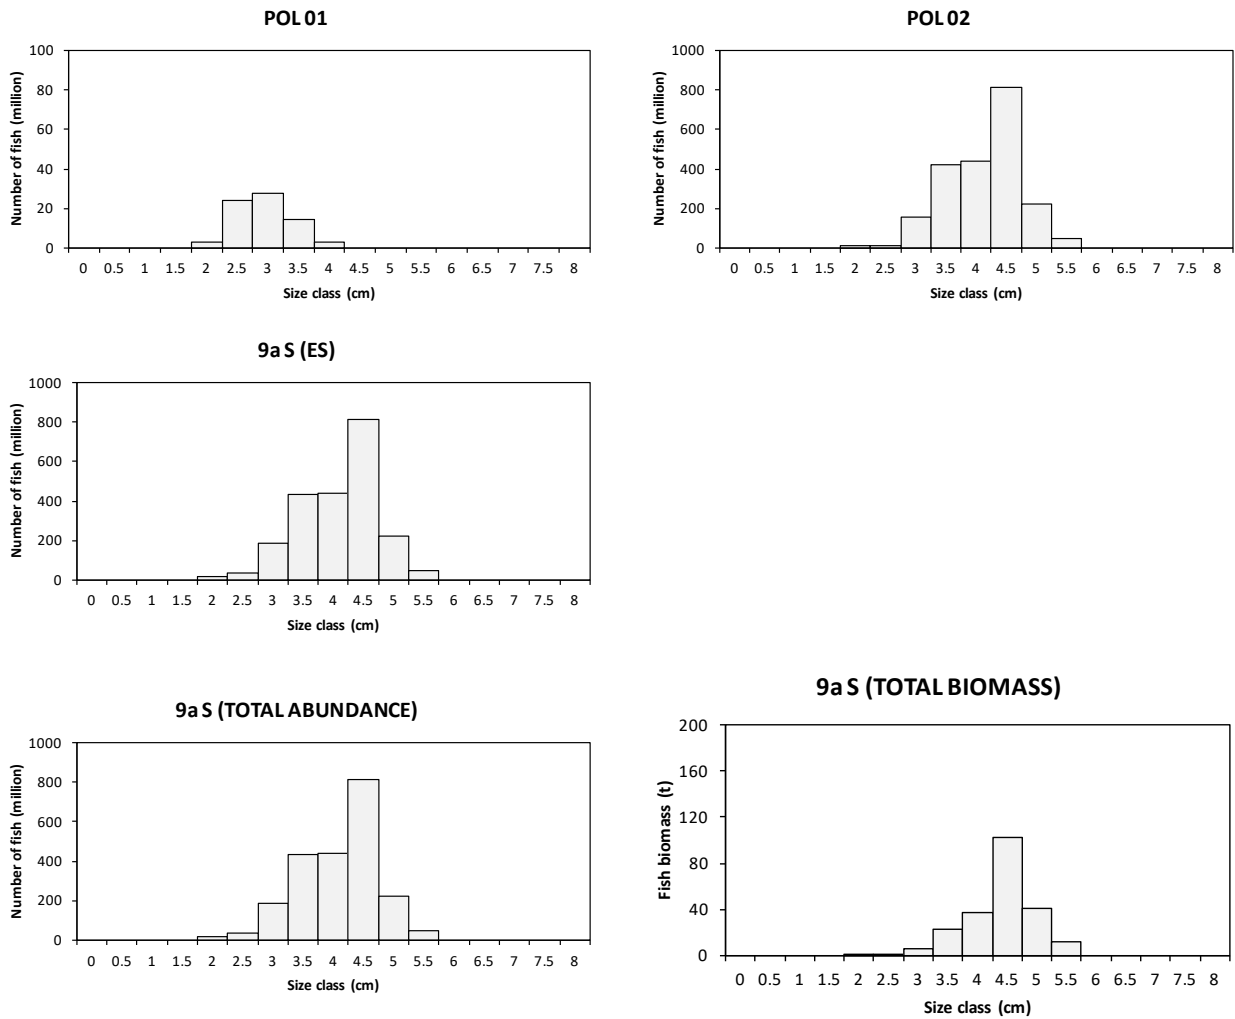 POL 01
Number of fish (million)
100
80
60
40
20
0
0 0.5 1 1.5 2 2.5 3 3.5 4 4.5 5 5.5 6 6.5 7 7.5 8
Size class (cm)
POL 02
Number of fish (million)
1000
800
600
400
200
0
0 0.5 1 1.5 2 2.5 3 3.5 4 4.5 5 5.5 6 6.5 7 7.5 8
Size class (cm)
9a S (ES)
Number of fish (million)
1000
800
600
400
200
0
0 0.5 1 1.5 2 2.5 3 3.5 4 4.5 5 5.5 6 6.5 7 7.5 8
Size class (cm)
9a S (TOTAL ABUNDANCE)
Number of fish (million)
1000
800
600
400
200
0
0 0.5 1 1.5 2 2.5 3 3.5 4 4.5 5 5.5 6 6.5 7 7.5 8
Size class (cm)
9a S (TOTAL BIOMASS)
Fish biomass (t)
200
160
120
80
40
0
0 0.5 1 1.5 2 2.5 3 3.5 4 4.5 5 5.5 6 6.5 7 7.5 8
Size class (cm)